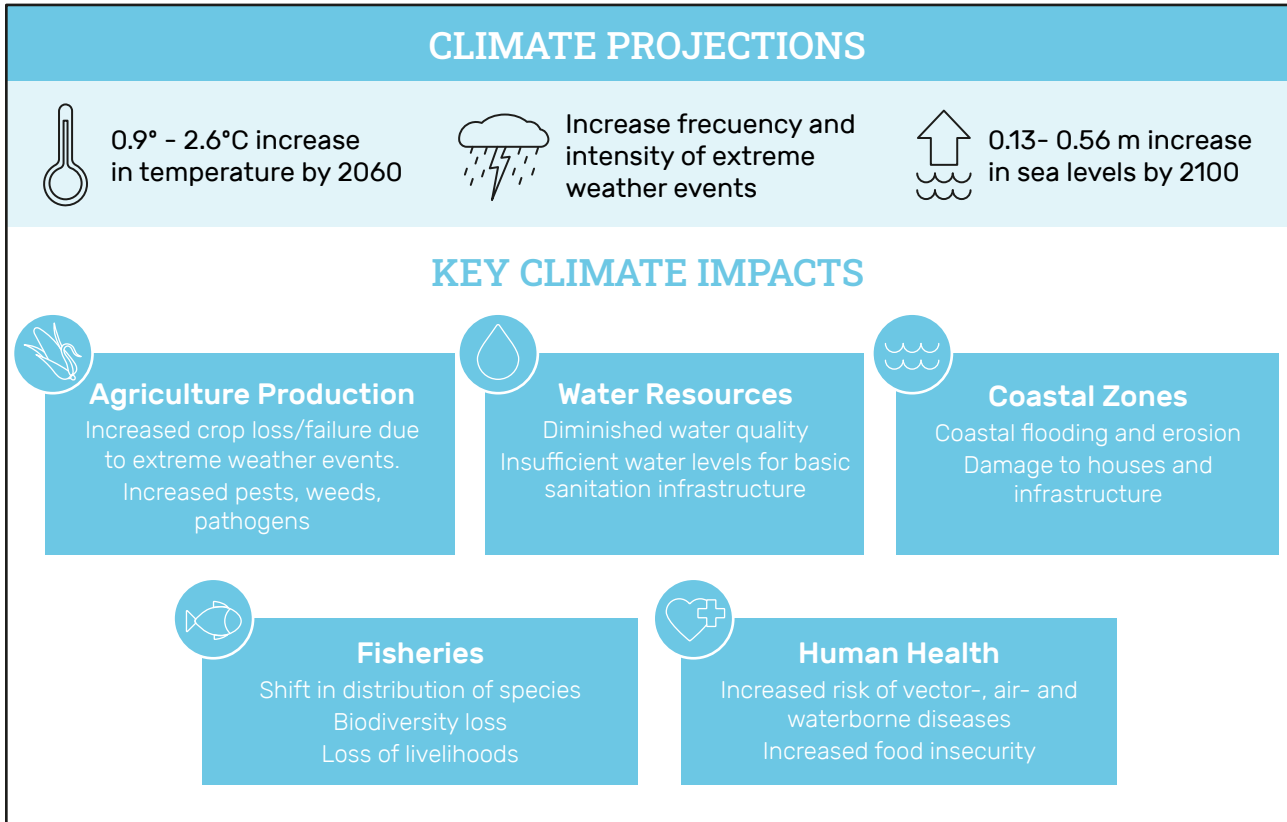 CLIMATE PROJECTIONS
0.9° - 2.6°C increase
in temperature by 2060
Increase frecuency and
intensity of extreme
weather events
0.13- 0.56 m increase
in sea levels by 2100
KEY CLIMATE IMPACTS
Agriculture Production
Increased crop loss/failure due
to extreme weather events.
Increased pests, weeds,
pathogens
Water Resources
Diminished water quality
Insufficient water levels for basic
sanitation infrastructure
Coastal Zones
Coastal flooding and erosion
Damage to houses and
infrastructure
Fisheries
Shift in distribution of species
Biodiversity loss
Loss of livelihoods
Human Health
Increased risk of vector-, air- and
waterborne diseases
Increased food insecurity